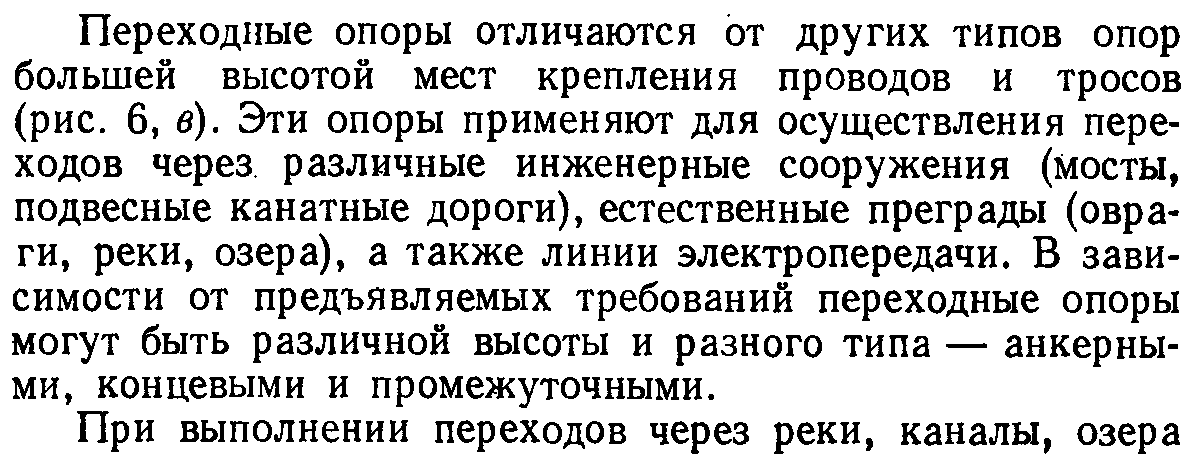 Переходные опоры отличаются от других типов опор
большей высотой мест крепления проводов и тросов
(рис. 6, в). Эти опоры применяют для осуществления пере-
ходов через различные инженерные сооружения (мосты,
подвесные канатные дороги), естественные преграды (овра-
ги, реки, озера), а также линии электропередачи. В зави-
симости от предъявляемых требований переходные опоры
могут быть различной высоты и разного типа — анкерны-
ми, концевыми и промежуточными.
При выполнении переходов через реки, каналы, озера